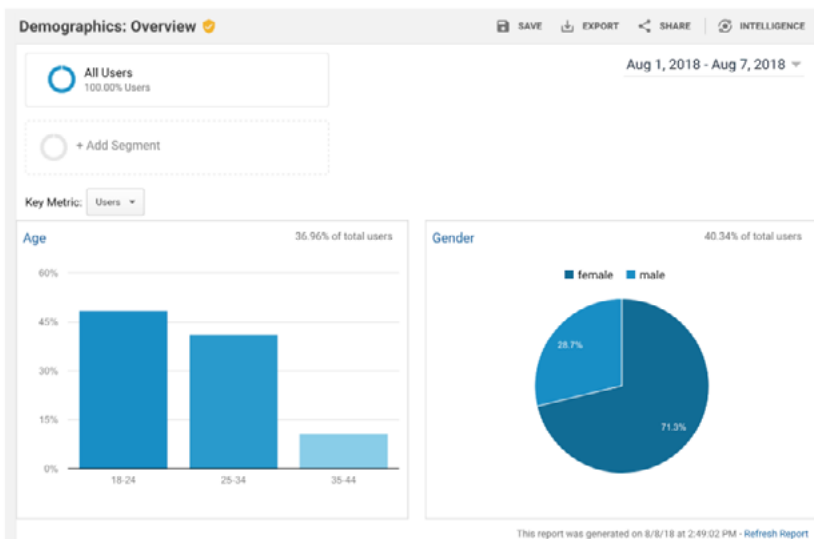 Demographics: Overview
SAVE EXPORT SHARE INTELLIGENCE
All Users
100.00% Users
Aug 1, 2018 - Aug 7, 2018
+ Add Segment
Key Metric: Users
Age
36.96% of total users
60%
45%
30%
15%
0%
18-24 25-34 35-44
Gender
40.34% of total users
female male
28.7%
71.3%
This report was generated on 8/8/18 at 2:49:02 PM - Refresh Report